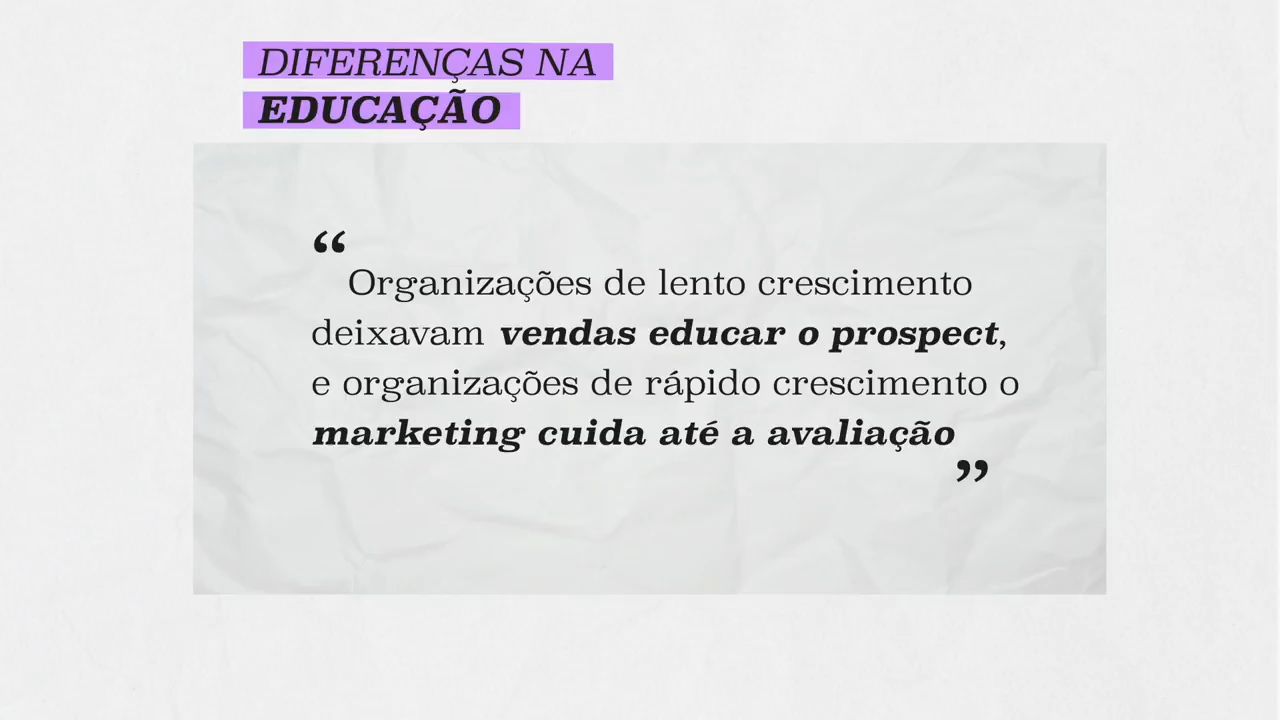 DIFERENÇAS NA
EDUCAÇÃO
“
Organizações de lento crescimento
deixavam vendas educar o prospect,
e organizações de rápido crescimento o
marketing cuida até a avaliação
”